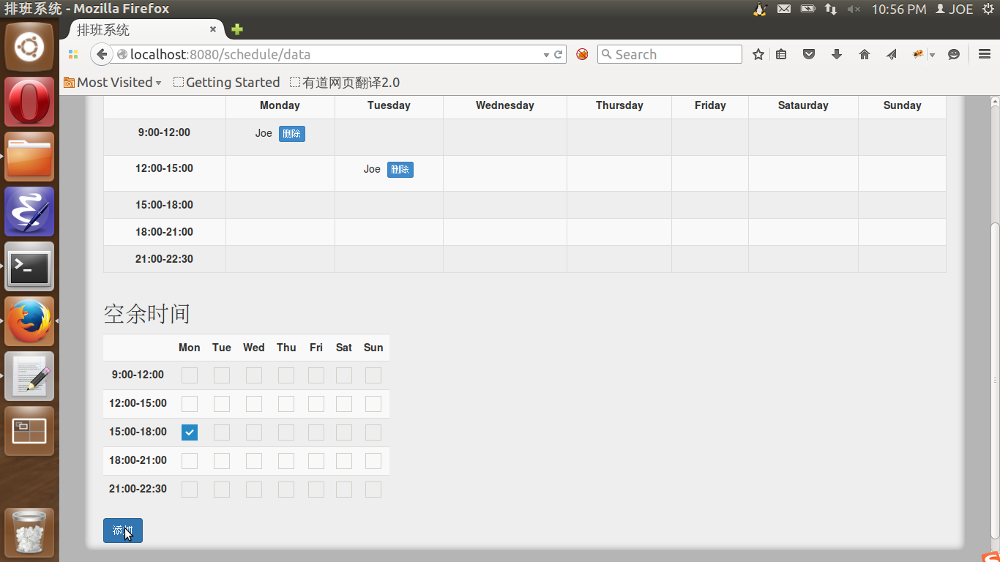 排班系统 - Mozilla Firefox
10:56 PM JOE
排班系统
localhost:8080/schedule/data
Search
Most Visited Getting Started 有道网页翻译2.0
Monday Tuesday Wednesday Thursday Friday Sataurday Sunday
9:00-12:00 Joe 删除
12:00-15:00 Joe 删除
15:00-18:00
18:00-21:00
21:00-22:30
空余时间
Mon Tue Wed Thu Fri Sat Sun
9:00-12:00
12:00-15:00
15:00-18:00
18:00-21:00
21:00-22:30
添加